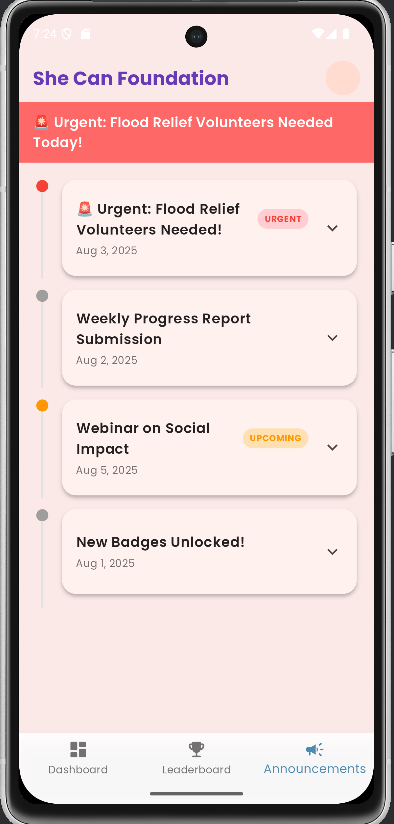 7:24
She Can Foundation
🚨 Urgent: Flood Relief Volunteers Needed
Today!
🚨 Urgent: Flood Relief
Volunteers Needed!
URGENT
Aug 3, 2025
Weekly Progress Report
Submission
Aug 2, 2025
Webinar on Social
Impact
UPCOMING
Aug 5, 2025
New Badges Unlocked!
Aug 1, 2025
Dashboard
Leaderboard
Announcements